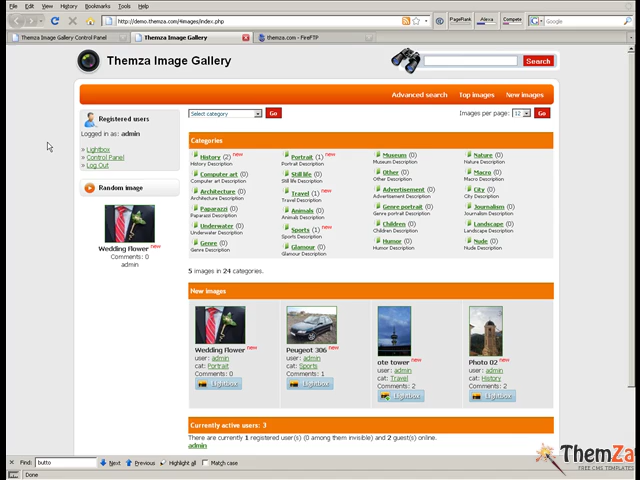 File Edit View History Bookmarks Tools Help
http://demo.themza.com/4images/index.php
PageRank
Alexa
Compete
Google
Themza Image Gallery Control Panel
Themza Image Gallery
themza.com - FireFTP
Themza Image Gallery
Search
Advanced search Top images New images
Registered users
Logged in as: admin
» Lightbox
» Control Panel
» Log Out
Random image
Wedding Flower new
Comments: 0
admin
Select category
Go
Images per page: 12 Go
Categories
History (2) new
History Description
Computer art (0)
Computer art Description
Architecture (0)
Architecture Description
Paparazzi (0)
Paparazzi Description
Underwater (0)
Underwater Description
Genre (0)
Genre Description
Portrait (1) new
Portrait Description
Still life (0)
Still life Description
Travel (1) new
Travel Description
Animals (0)
Animals Description
Sports (1) new
Sports Description
Glamour (0)
Glamour Description
Museum (0)
Museum Description
Other (0)
Other Description
Advertisement (0)
Advertisement Description
Genre portrait (0)
Genre portrait Description
Children (0)
Children Description
Humor (0)
Humor Description
Nature (0)
Nature Description
Macro (0)
Macro Description
City (0)
City Description
Journalism (0)
Journalism Description
Landscape (0)
Landscape Description
Nude (0)
Nude Description
5 images in 24 categories.
New images
Wedding Flower new
user: admin
cat: Portrait
Comments: 0
Lightbox
Peugeot 306 new
user: admin
cat: Sports
Comments: 1
Lightbox
ote tower new
user: admin
cat: Travel
Comments: 2
Lightbox
Photo 02 new
user: admin
cat: History
Comments: 2
Lightbox
Currently active users: 3
There are currently 1 registered user(s) (0 among them invisible) and 2 guest(s) online.
admin
Find: butto Next Previous Highlight all Match case
Done
ThemZa
FREE CMS TEMPLATES